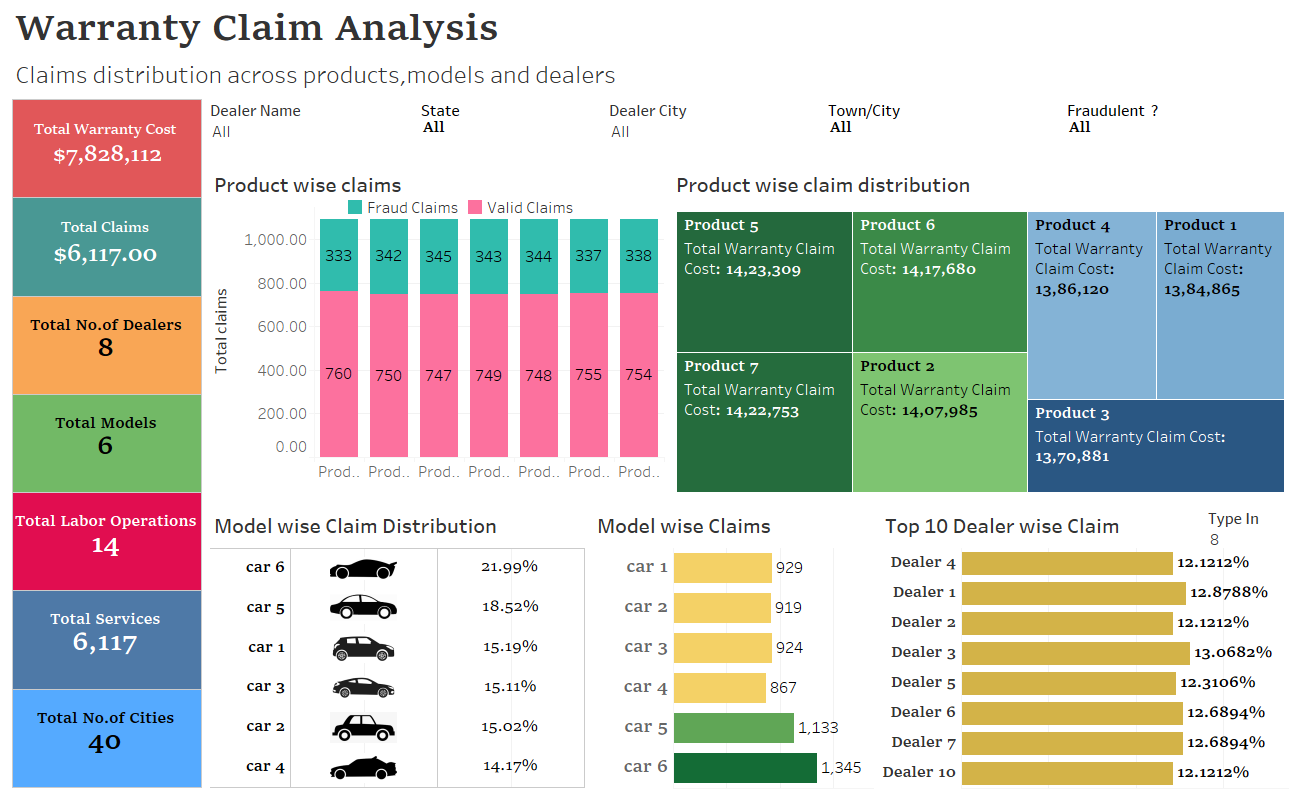 Warranty Claim Analysis
Claims distribution across products,models and dealers
Total Warranty Cost
$7,828,112
Total Claims
$6,117.00
Total No.of Dealers
8
Total Models
6
Total Labor Operations
14
Total Services
6,117
Total No.of Cities
40
Dealer Name
All
State
All
Dealer City
All
Town/City
All
Fraudulent ?
All
Product wise claims
Fraud Claims Valid Claims
Total claims
1,000.00
800.00
600.00
400.00
200.00
0.00
333 342 345 343 344 337 338
760 750 747 749 748 755 754
Prod.. Prod.. Prod.. Prod.. Prod.. Prod.. Prod..
Product wise claim distribution
Product 5
Total Warranty Claim
Cost: 14,23,309
Product 6
Total Warranty Claim
Cost: 14,17,680
Product 4
Total Warranty
Claim Cost:
13,86,120
Product 1
Total Warranty
Claim Cost:
13,84,865
Product 7
Total Warranty Claim
Cost: 14,22,753
Product 2
Total Warranty Claim
Cost: 14,07,985
Product 3
Total Warranty Claim Cost:
13,70,881
Model wise Claim Distribution
car 6 21.99%
car 5 18.52%
car 1 15.19%
car 3 15.11%
car 2 15.02%
car 4 14.17%
Model wise Claims
car 1 929
car 2 919
car 3 924
car 4 867
car 5 1,133
car 6 1,345
Top 10 Dealer wise Claim
Type In
8
Dealer 4 12.1212%
Dealer 1 12.8788%
Dealer 2 12.1212%
Dealer 3 13.0682%
Dealer 5 12.3106%
Dealer 6 12.6894%
Dealer 7 12.6894%
Dealer 10 12.1212%